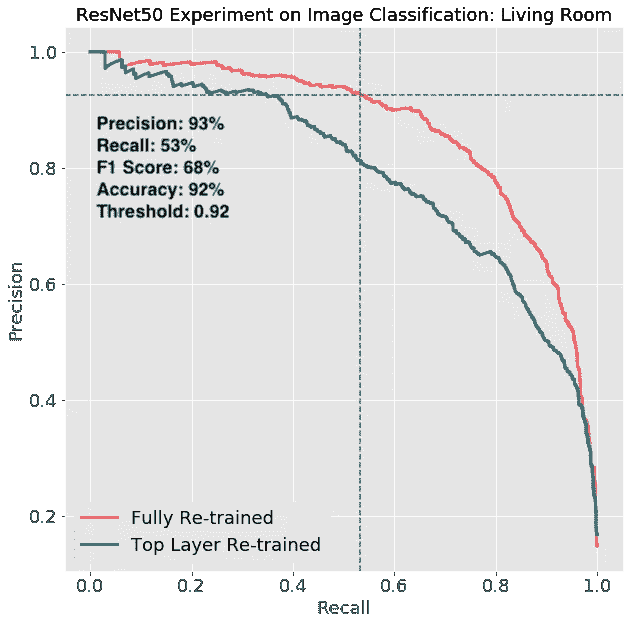 ResNet50 Experiment on Image Classification: Living Room
1.0
0.8
0.6
0.4
0.2
Precision
Precision: 93%
Recall: 53%
F1 Score: 68%
Accuracy: 92%
Threshold: 0.92
Fully Re-trained
Top Layer Re-trained
0.0 0.2 0.4 0.6 0.8 1.0
Recall